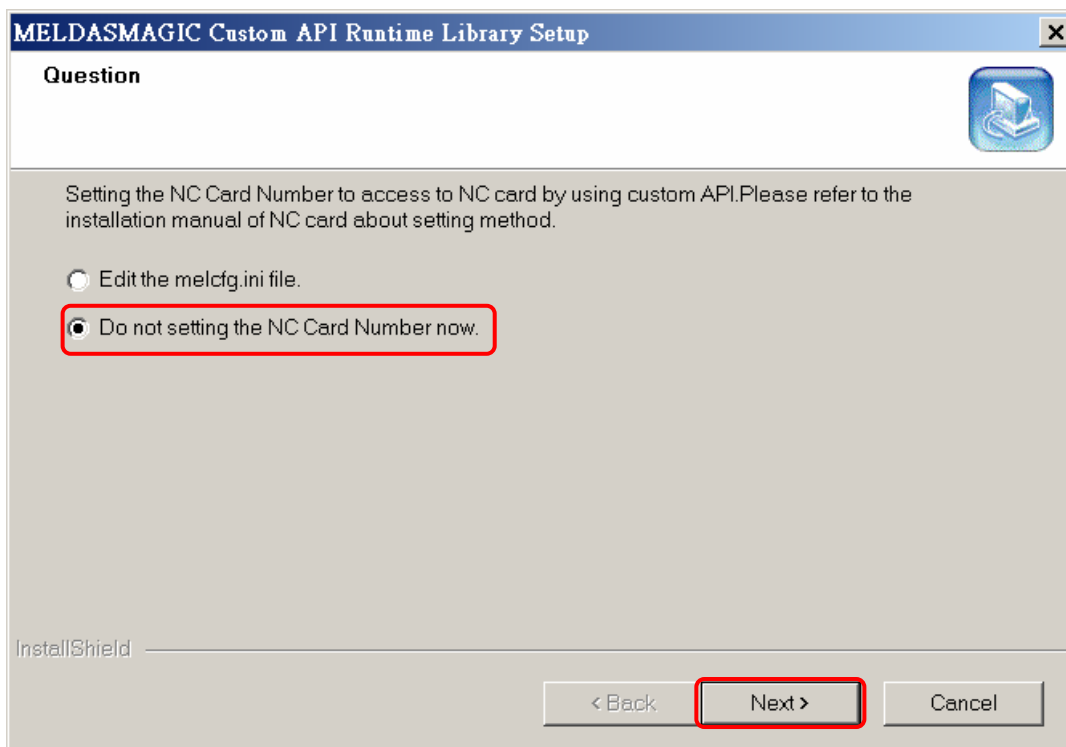 MELDASMAGIC Custom API Runtime Library Setup
Question
Setting the NC Card Number to access to NC card by using custom API.Please refer to the
installation manual of NC card about setting method.
Edit the melcfg.ini file.
Do not setting the NC Card Number now.
InstallShield
< Back
Next >
Cancel